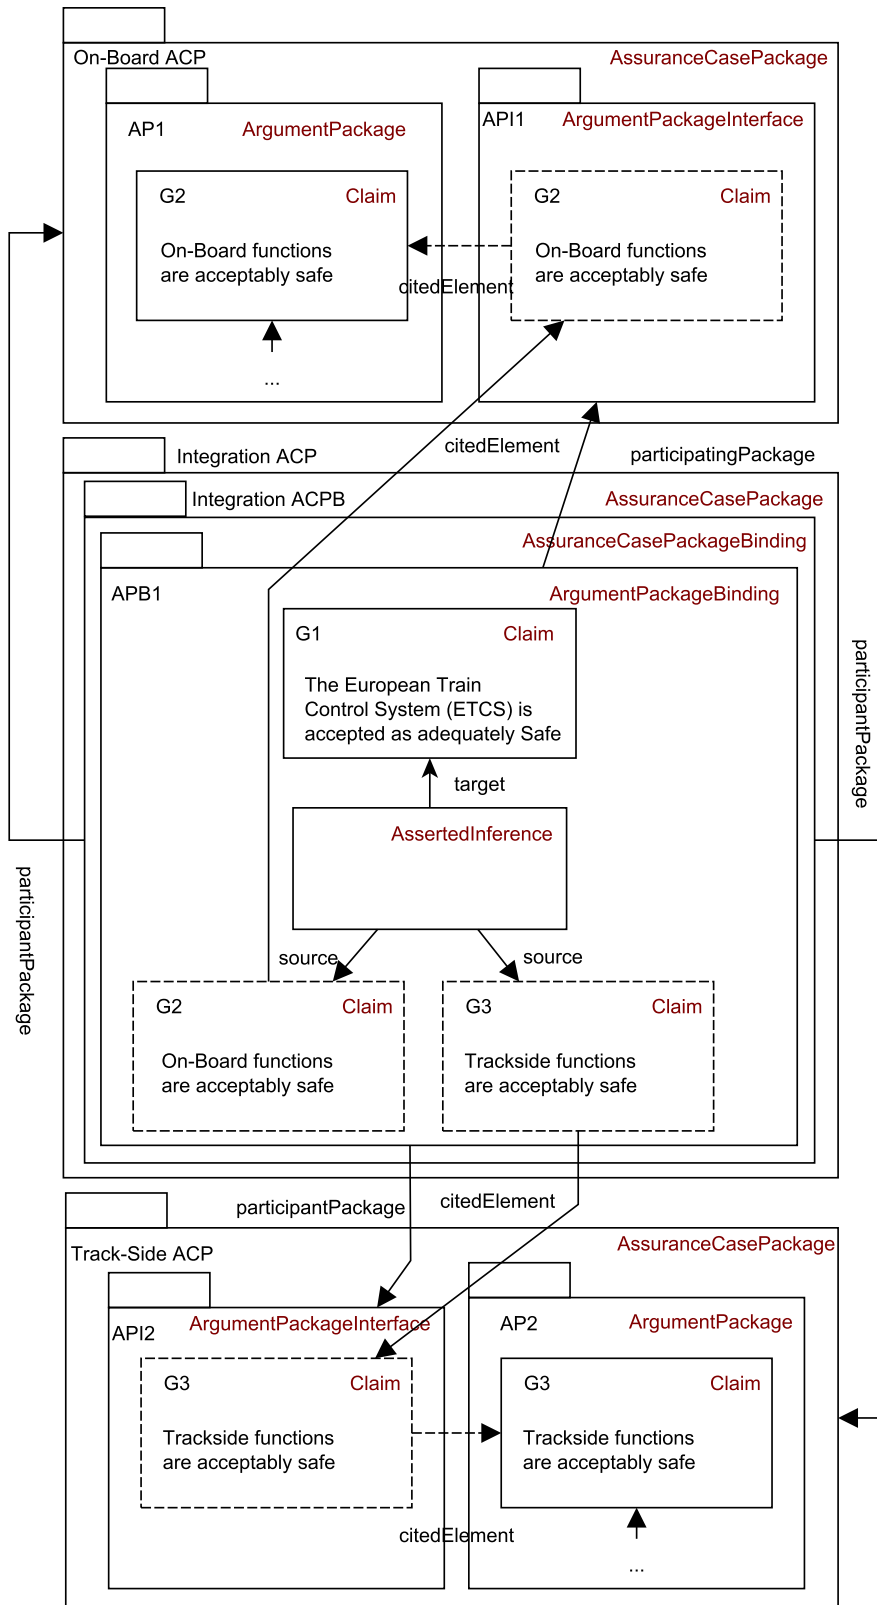 On-Board ACP
AssuranceCasePackage
AP1
ArgumentPackage
API1
ArgumentPackageInterface
G2
Claim
On-Board functions
are acceptably safe
G2
Claim
On-Board functions
are acceptably safe
citedElement
...
citedElement
participatingPackage
Integration ACP
Integration ACPB
AssuranceCasePackage
AssuranceCasePackageBinding
APB1
ArgumentPackageBinding
G1
Claim
The European Train
Control System (ETCS) is
accepted as adequately Safe
target
AssertedInference
participantPackage
participantPackage
source
source
G2
Claim
On-Board functions
are acceptably safe
G3
Claim
Trackside functions
are acceptably safe
participantPackage
citedElement
Track-Side ACP
AssuranceCasePackage
API2
ArgumentPackageInterface
AP2
ArgumentPackage
G3
Claim
Trackside functions
are acceptably safe
G3
Claim
Trackside functions
are acceptably safe
citedElement
...